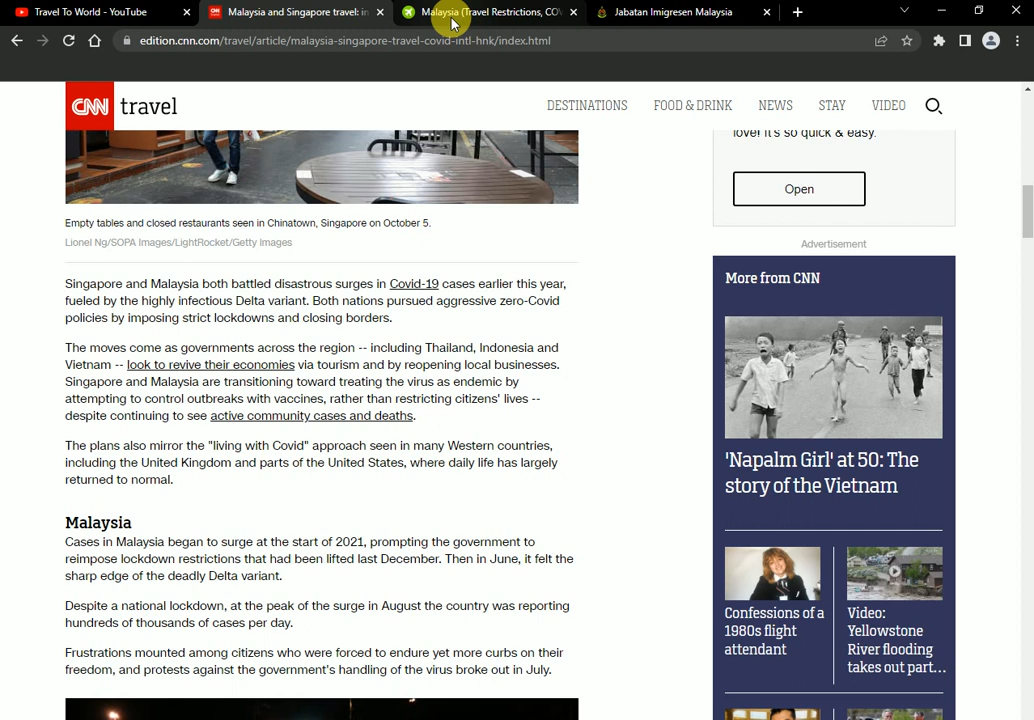 Travel To World - YouTube
Malaysia and Singapore travel: in
Malaysia (Travel Restrictions, COV
Jabatan Imigresen Malaysia
edition.cnn.com/travel/article/malaysia-singapore-travel-covid-intl-hnk/index.html
CNN travel
DESTINATIONS FOOD & DRINK NEWS STAY VIDEO
love! It's so quick & easy.
Open
Empty tables and closed restaurants seen in Chinatown, Singapore on October 5.
Lionel Ng/SOPA Images/LightRocket/Getty Images
Singapore and Malaysia both battled disastrous surges in Covid-19 cases earlier this year,
fueled by the highly infectious Delta variant. Both nations pursued aggressive zero-Covid
policies by imposing strict lockdowns and closing borders.
The moves come as governments across the region -- including Thailand, Indonesia and
Vietnam -- look to revive their economies via tourism and by reopening local businesses.
Singapore and Malaysia are transitioning toward treating the virus as endemic by
attempting to control outbreaks with vaccines, rather than restricting citizens' lives --
despite continuing to see active community cases and deaths.
The plans also mirror the "living with Covid" approach seen in many Western countries,
including the United Kingdom and parts of the United States, where daily life has largely
returned to normal.
Malaysia
Cases in Malaysia began to surge at the start of 2021, prompting the government to
reimpose lockdown restrictions that had been lifted last December. Then in June, it felt the
sharp edge of the deadly Delta variant.
Despite a national lockdown, at the peak of the surge in August the country was reporting
hundreds of thousands of cases per day.
Frustrations mounted among citizens who were forced to endure yet more curbs on their
freedom, and protests against the government's handling of the virus broke out in July.
Advertisement
More from CNN
'Napalm Girl' at 50: The
story of the Vietnam
Confessions of a
1980s flight
attendant
Video:
Yellowstone
River flooding
takes out part...